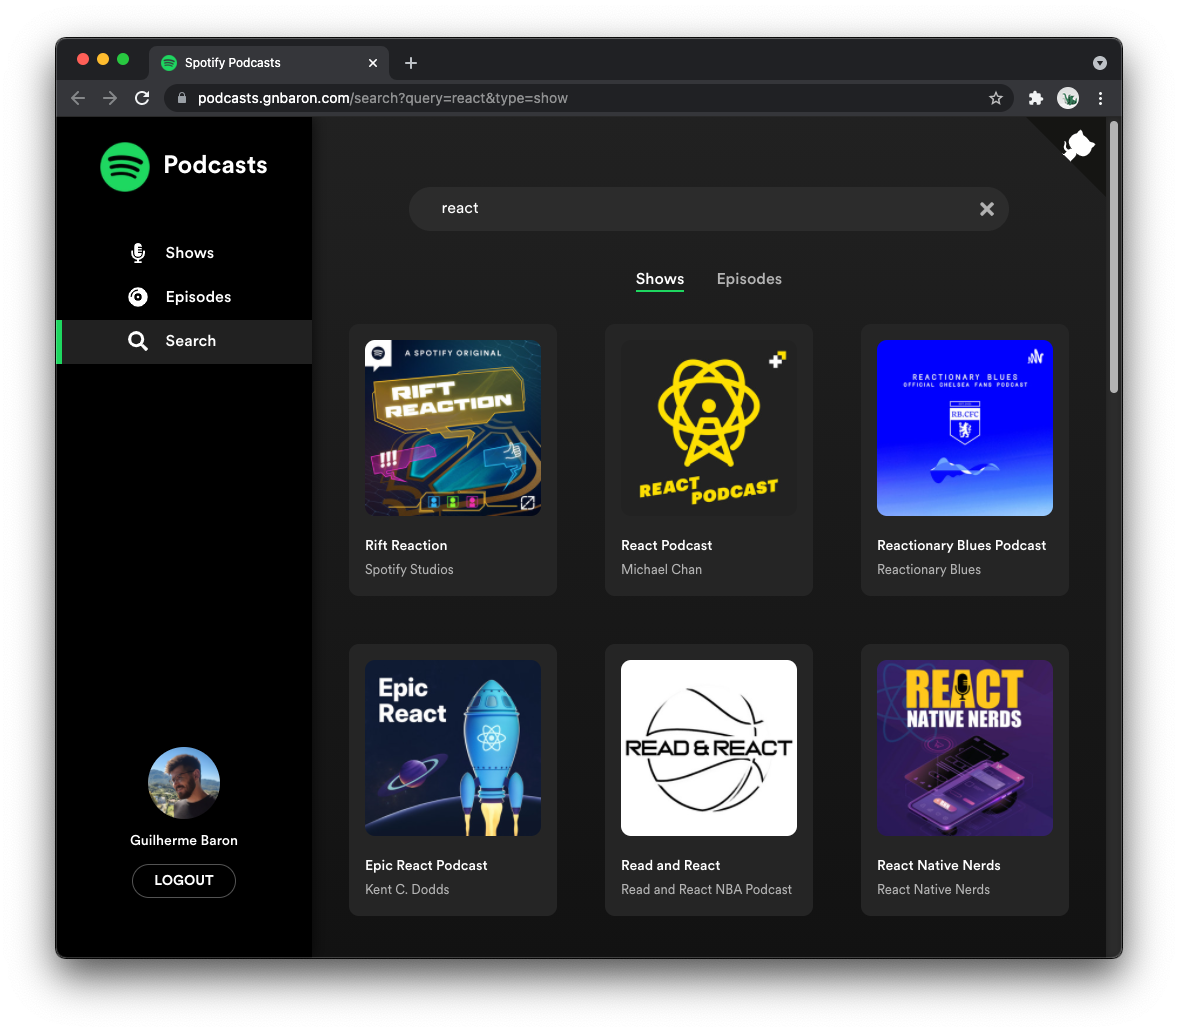 Spotify Podcasts
podcasts.gnbaron.com/search?query=react&type=show
Podcasts
Shows
Episodes
Search
Guilherme Baron
LOGOUT
react
Shows
Episodes
A SPOTIFY ORIGINAL
RIFT
REACTION
!!!
Rift Reaction
Spotify Studios
REACT
PODCAST
React Podcast
Michael Chan
REACTIONARY BLUES
OFFICIAL CHELSEA FANS PODCAST
RB.CFC
Reactionary Blues Podcast
Reactionary Blues
Epic
React
Epic React Podcast
Kent C. Dodds
READ & REACT
Read and React
Read and React NBA Podcast
REACT
NATIVE NERDS
React Native Nerds
React Native Nerds